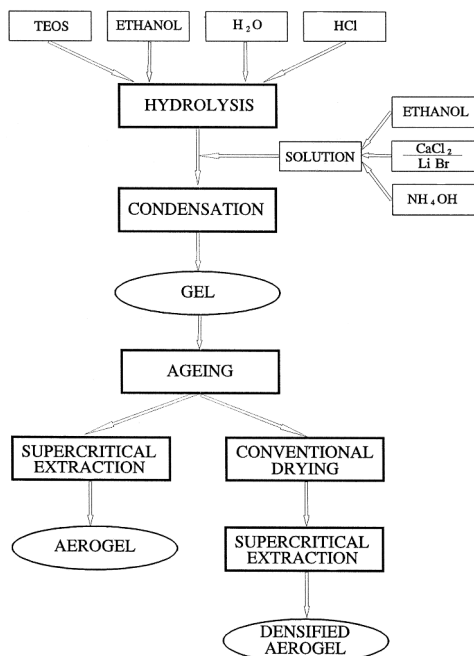 TEOS
ETHANOL
H₂O
HCl
HYDROLYSIS
ETHANOL
SOLUTION
CaCl₂
Li Br
NH₄OH
CONDENSATION
GEL
AGEING
SUPERCRITICAL
EXTRACTION
CONVENTIONAL
DRYING
AEROGEL
SUPERCRITICAL
EXTRACTION
DENSIFIED
AEROGEL